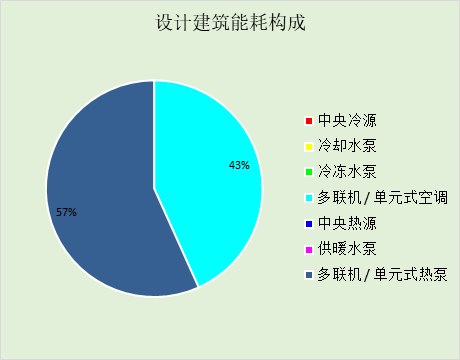 设计建筑能耗构成
43%
57%
中央冷源
冷却水泵
冷冻水泵
多联机/单元式空调
中央热源
供暖水泵
多联机/单元式热泵